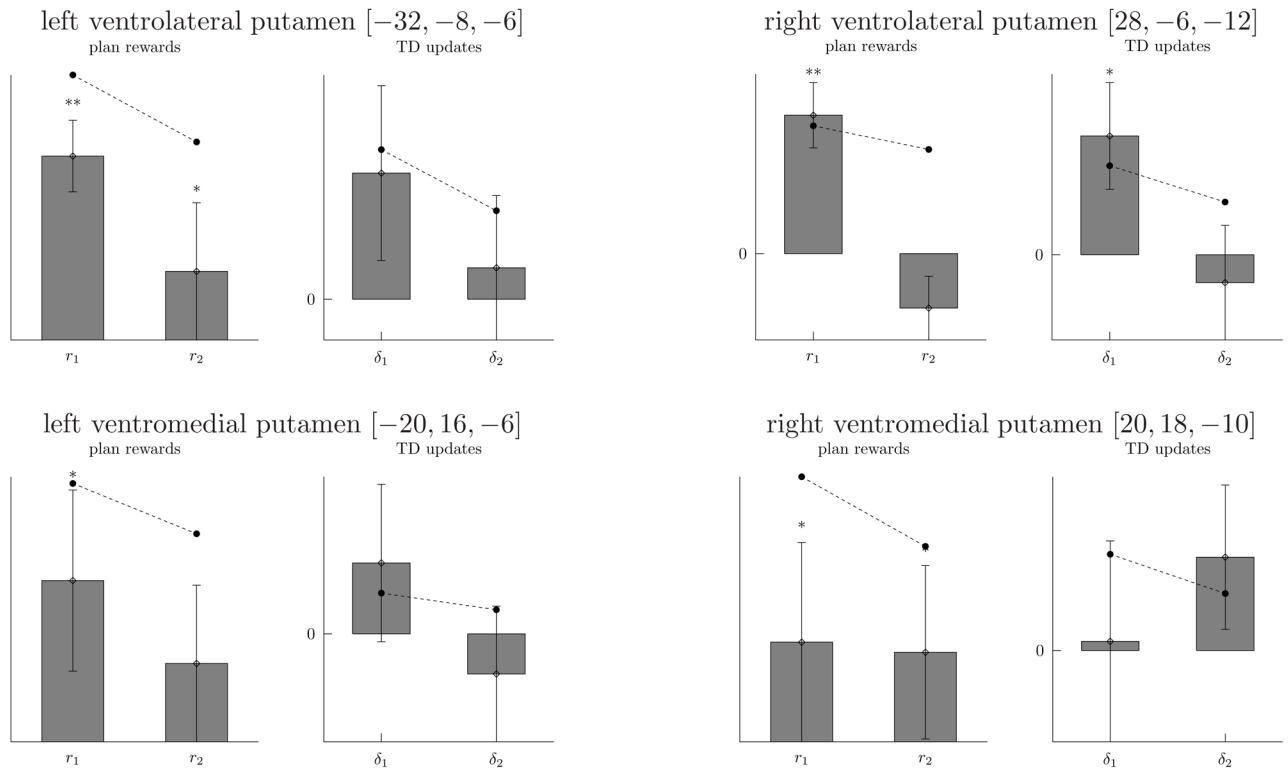 left ventrolateral putamen [−32, −8, −6]
plan rewards
TD updates
**
*
0
r₁
r₂
δ₁
δ₂
right ventrolateral putamen [28, −6, −12]
plan rewards
TD updates
**
*
0
0
r₁
r₂
δ₁
δ₂
left ventromedial putamen [−20, 16, −6]
plan rewards
TD updates
*
0
r₁
r₂
δ₁
δ₂
right ventromedial putamen [20, 18, −10]
plan rewards
TD updates
*
*
0
r₁
r₂
δ₁
δ₂